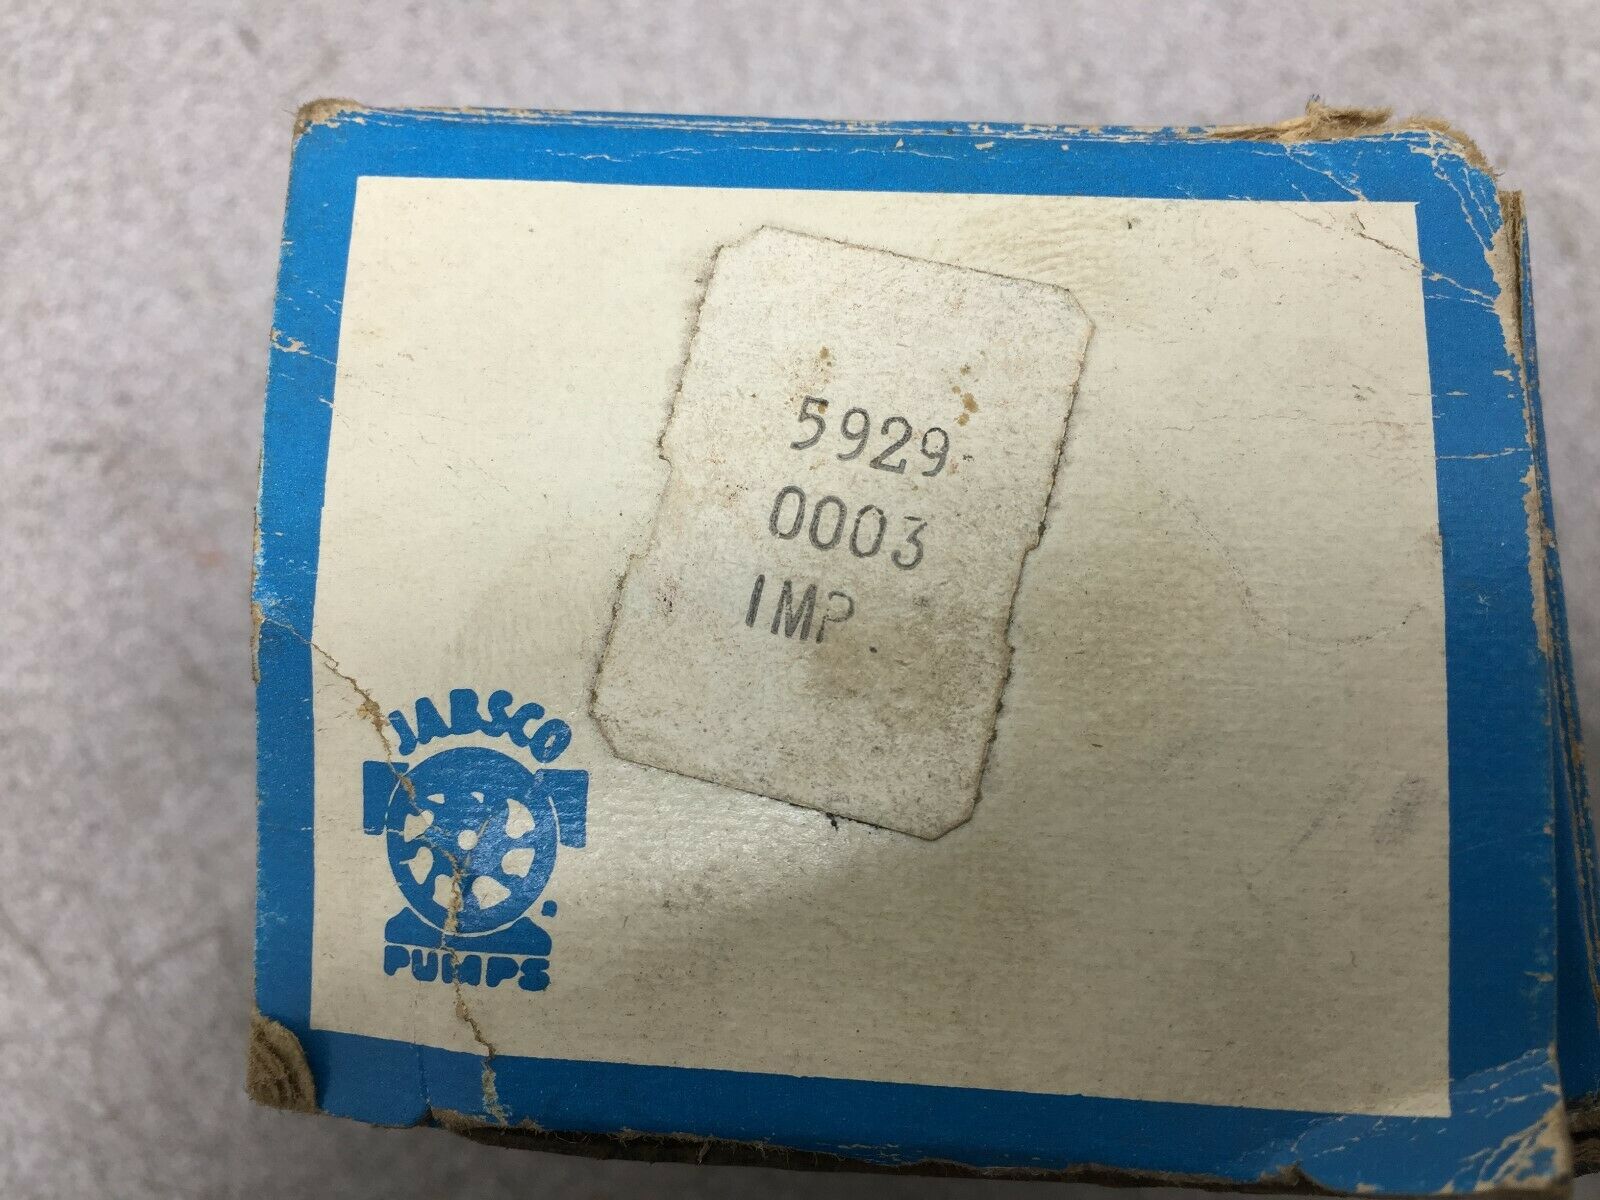 5929
0003
IMP.
JABSCO
PUMPS